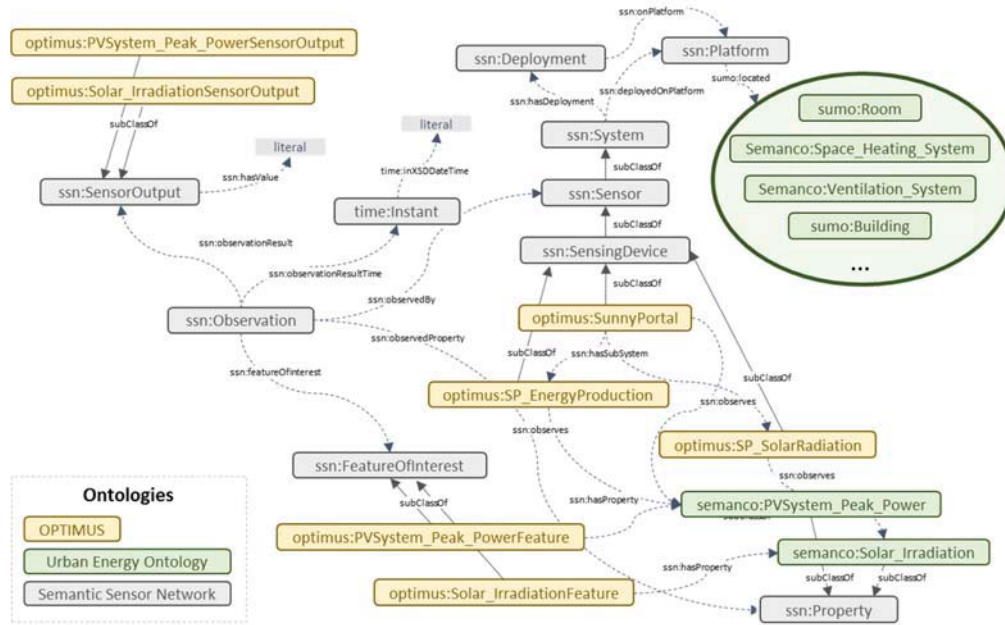 ssn:onPlatform
optimus:PVSystem_Peak_PowerSensorOutput
ssn:Platform
ssn:Deployment
optimus:Solar_IrradiationSensorOutput
sumo:located
ssn:deployedOnPlatform
ssn:hasDeployment
sumo:Room
subClassOf
ssn:System
literal
literal
Semanco:Space_Heating_System
subClassOf
time:inXSDDateTime
ssn:hasValue
ssn:SensorOutput
ssn:Sensor
Semanco:Ventilation_System
time:Instant
subClassOf
sumo:Building
ssn:observationResult
ssn:SensingDevice
...
ssn:observationResultTime
subClassOf
ssn:observedBy
ssn:Observation
optimus:SunnyPortal
ssn:observedProperty
subClassOf
ssn:hasSubSystem
ssn:featureOfInterest
subClassOf
optimus:SP_EnergyProduction
ssn:observes
ssn:observes
optimus:SP_SolarRadiation
ssn:FeatureOfInterest
ssn:observes
ssn:hasProperty
Ontologies
subClassOf
semanco:PVSystem_Peak_Power
OPTIMUS
optimus:PVSystem_Peak_PowerFeature
Urban Energy Ontology
semanco:Solar_Irradiation
ssn:hasProperty
subClassOf
subClassOf
Semantic Sensor Network
optimus:Solar_IrradiationFeature
ssn:Property